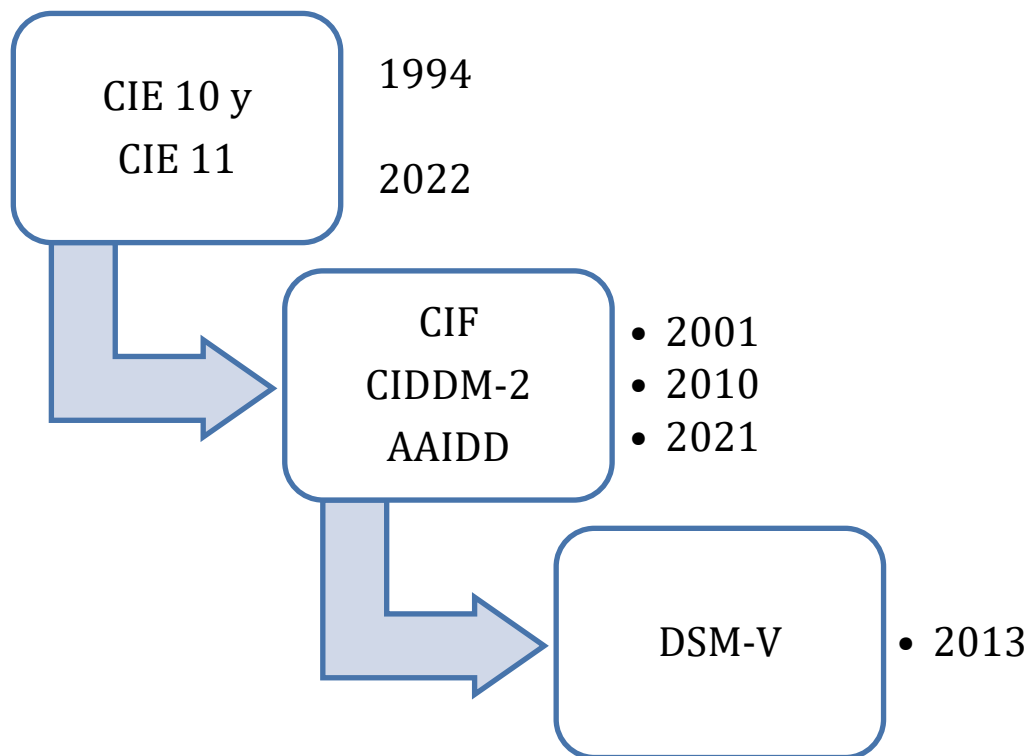 CIE 10 y
CIE 11
1994
2022
CIF
CIDDM-2
AAIDD
• 2001
• 2010
• 2021
DSM-V
• 2013